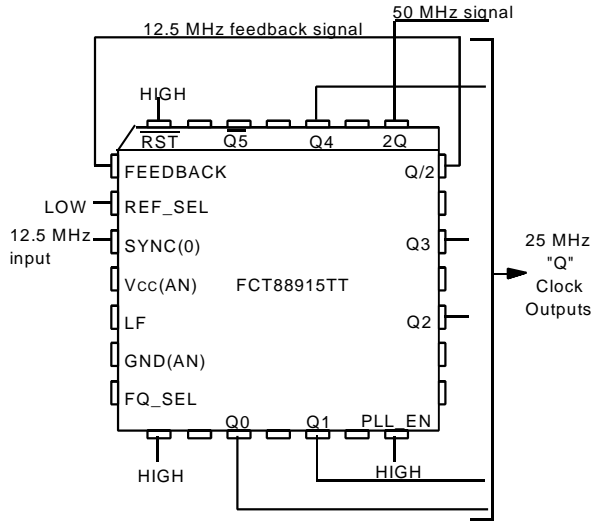 50 MHz signal
12.5 MHz feedback signal
HIGH
RST Q5 Q4 2Q
FEEDBACK Q/2
LOW REF_SEL
12.5 MHz
input
SYNC(0) Q3
25 MHz
"Q"
Clock
Outputs
VCC(AN) FCT88915TT
LF Q2
GND(AN)
FQ_SEL
Q0 Q1 PLL_EN
HIGH HIGH